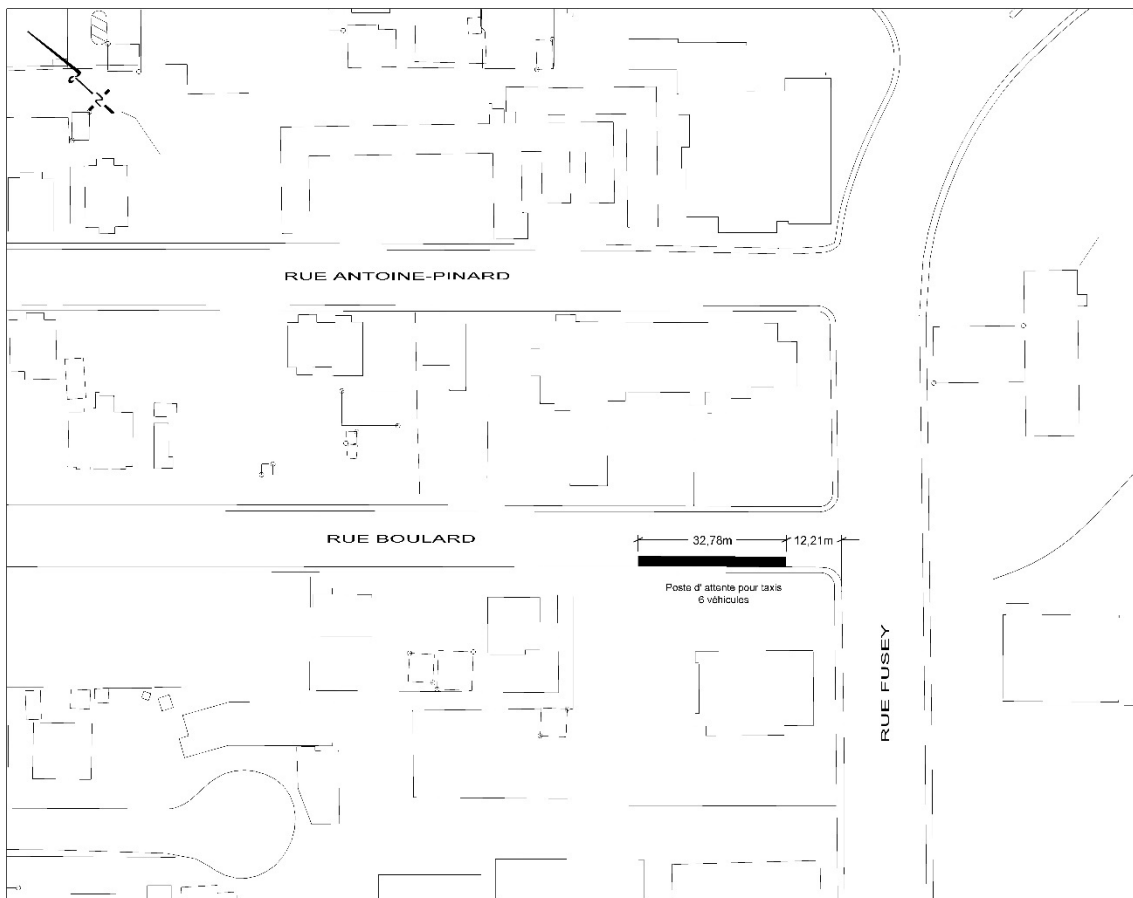 RUE ANTOINE-PINARD
RUE BOULARD
32,78m
12,21m
Poste d' attente pour taxis
6 véhicules
RUE FUSEY